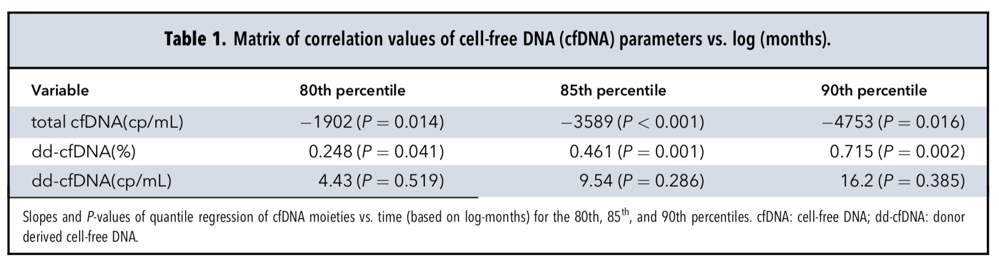 Table 1. Matrix of correlation values of cell-free DNA (cfDNA) parameters vs. log (months).
Variable 80th percentile 85th percentile 90th percentile
total cfDNA(cp/mL) −1902 (P = 0.014) −3589 (P < 0.001) −4753 (P = 0.016)
dd-cfDNA(%) 0.248 (P = 0.041) 0.461 (P = 0.001) 0.715 (P = 0.002)
dd-cfDNA(cp/mL) 4.43 (P = 0.519) 9.54 (P = 0.286) 16.2 (P = 0.385)
Slopes and P-values of quantile regression of cfDNA moieties vs. time (based on log-months) for the 80th, 85th, and 90th percentiles. cfDNA: cell-free DNA; dd-cfDNA: donor
derived cell-free DNA.